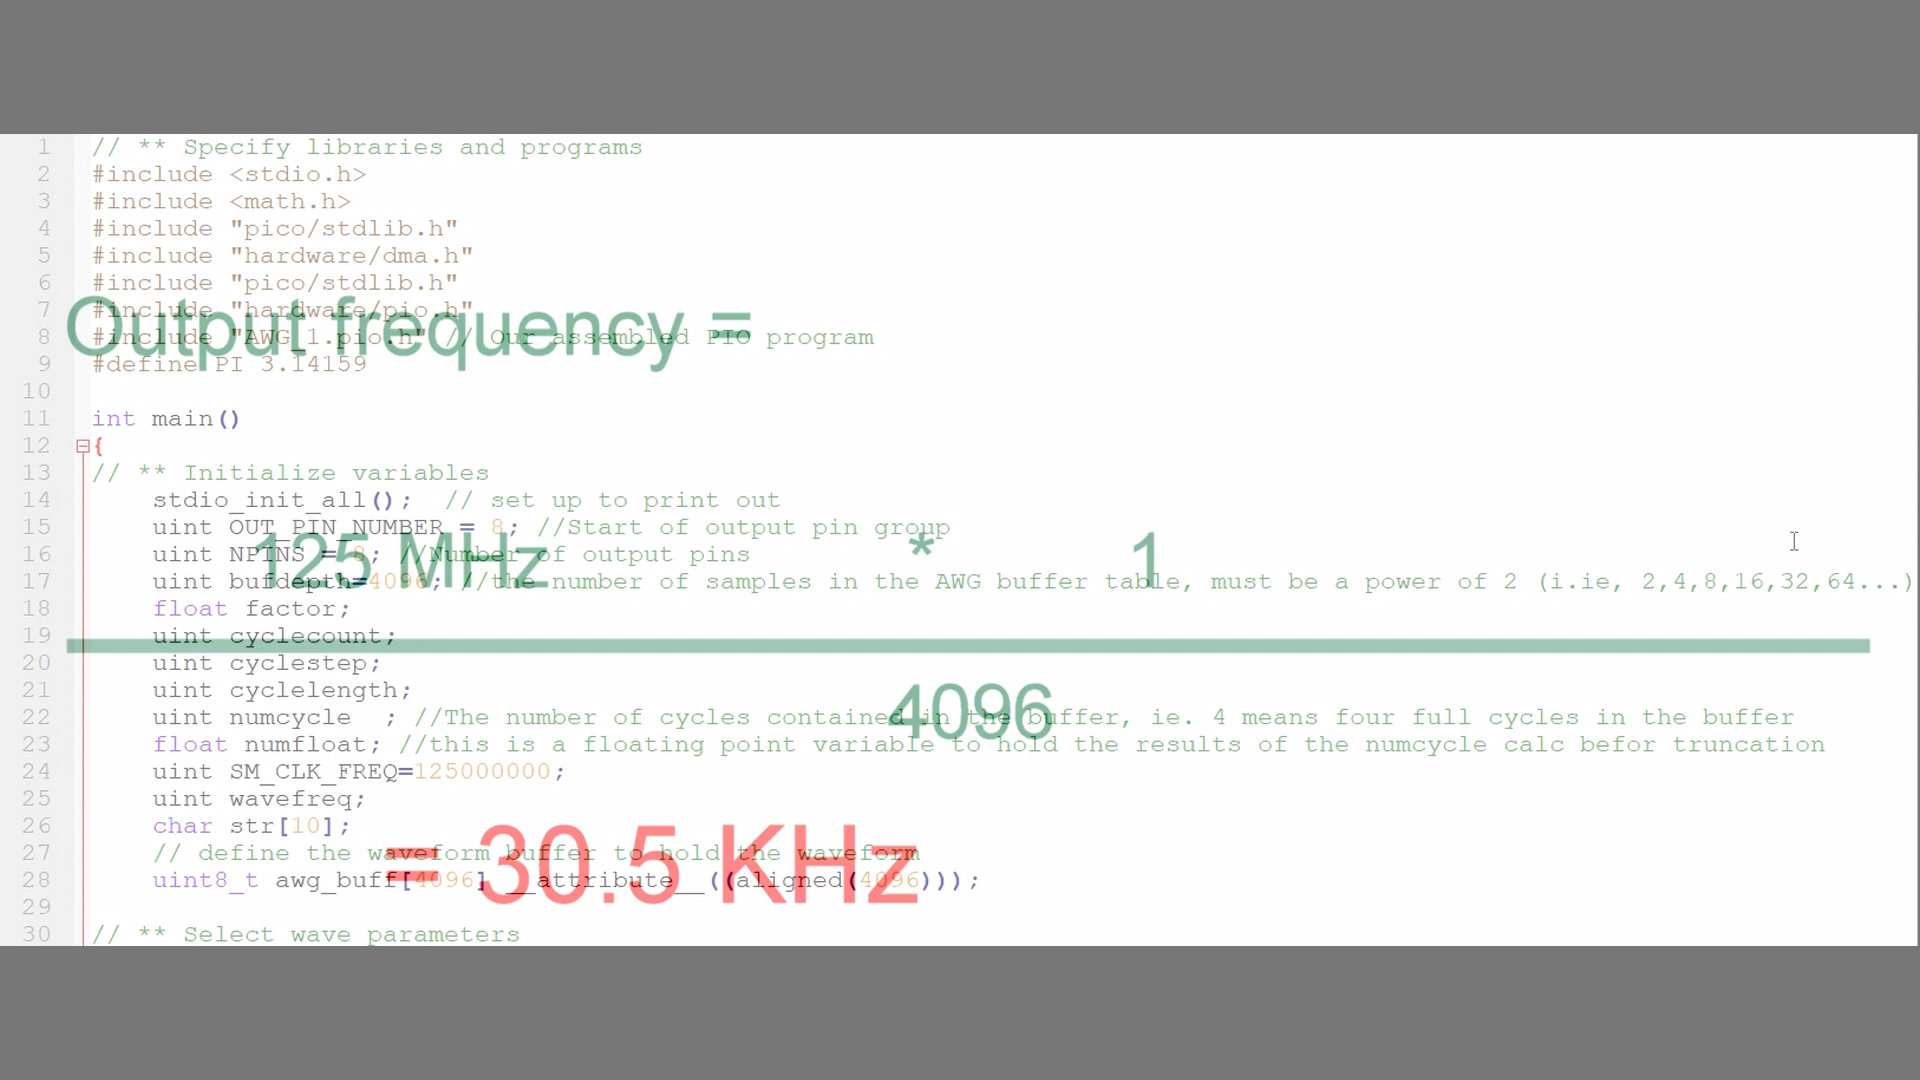 1 // ** Specify libraries and programs
2 #include <stdio.h>
3 #include <math.h>
4 #include "pico/stdlib.h"
5 #include "hardware/dma.h"
6 #include "pico/stdlib.h"
7 #include "hardware/pio.h"
8 #include "AWG_1.pio.h" // Our assembled PIO program
9 #define PI 3.14159
10
11 int main()
12 {
13 // ** Initialize variables
14 stdio_init_all(); // set up to print out
15 uint OUT_PIN_NUMBER = 8; //Start of output pin group
16 uint NPINS = 8; //Number of output pins
17 uint bufdepth=4096; //the number of samples in the AWG buffer table, must be a power of 2 (i.ie, 2,4,8,16,32,64...)
18 float factor;
19 uint cyclecount;
20 uint cyclestep;
21 uint cyclelength;
22 uint numcycle ; //The number of cycles contained in the buffer, ie. 4 means four full cycles in the buffer
23 float numfloat; //this is a floating point variable to hold the results of the numcycle calc befor truncation
24 uint SM_CLK_FREQ=125000000;
25 uint wavefreq;
26 char str[10];
27 // define the waveform buffer to hold the waveform
28 uint8_t awg_buff[4096] __attribute__((aligned(4096)));
29
30 // ** Select wave parameters
Output frequency =
125 MHz * 1
4096
= 30.5 KHz